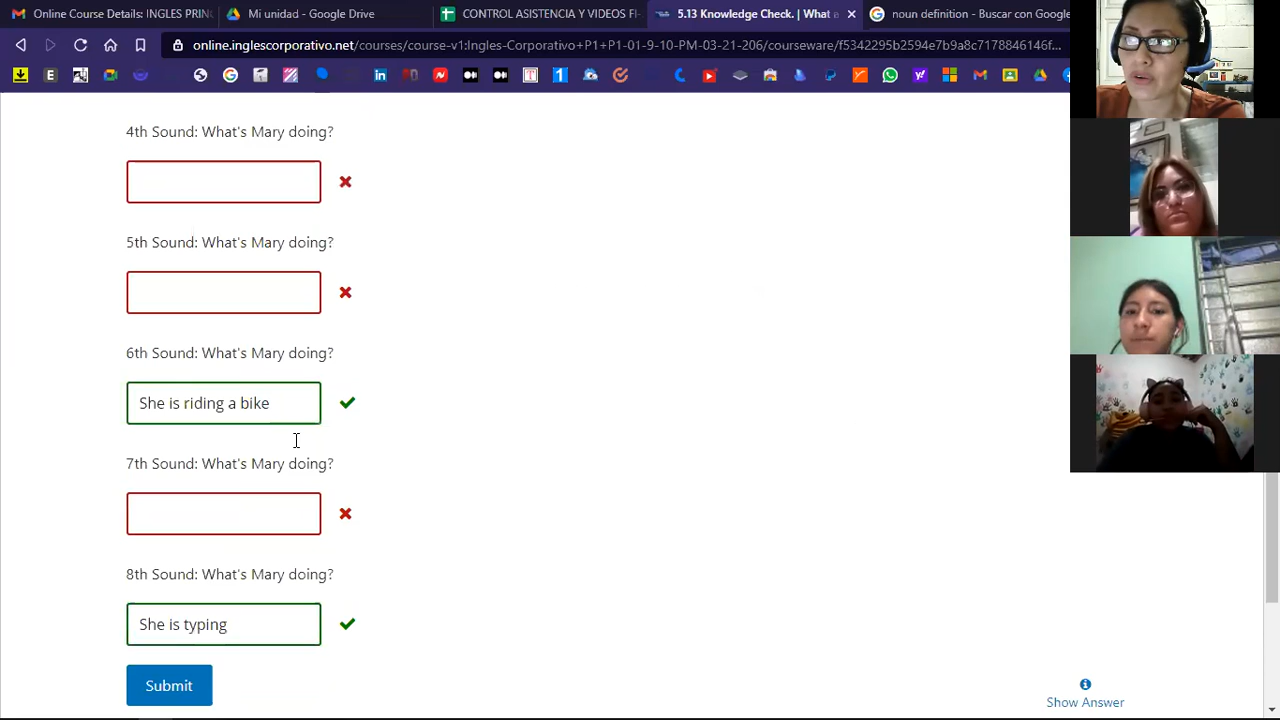 Online Course Details: INGLES PRIN
Mi unidad - Google Drive
CONTROL ASISTENCIA Y VIDEOS FI
5.13 Knowledge Check. | What a
noun definition - Buscar con Google
online.inglescorporativo.net/courses/course-v1:Ingles-Corporativo+P1+P1-01-9-10-PM-03-21-206/courseware/f5342295b3594e7b9a8c7178846146f...
4th Sound: What's Mary doing?
5th Sound: What's Mary doing?
6th Sound: What's Mary doing?
She is riding a bike
7th Sound: What's Mary doing?
8th Sound: What's Mary doing?
She is typing
Submit
Show Answer